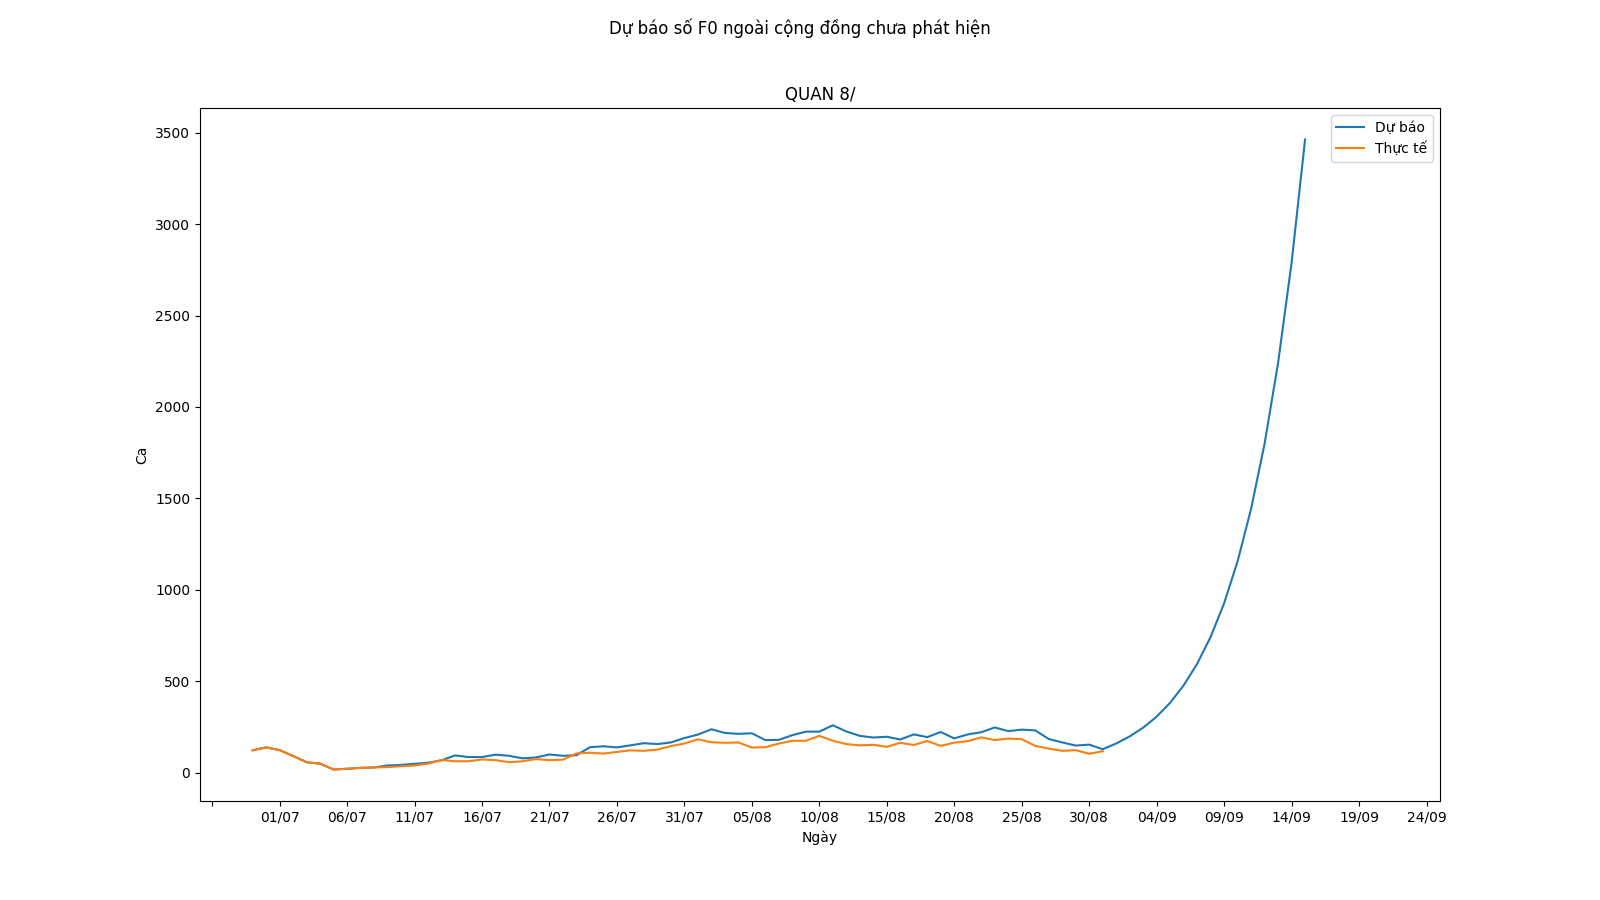 Dự báo số F0 ngoài cộng đồng chưa phát hiện
QUAN 8/
Dự báo
Thực tế
3500
3000
2500
2000
1500
1000
500
0
Ca
01/07 06/07 11/07 16/07 21/07 26/07 31/07 05/08 10/08 15/08 20/08 25/08 30/08 04/09 09/09 14/09 19/09 24/09
Ngày